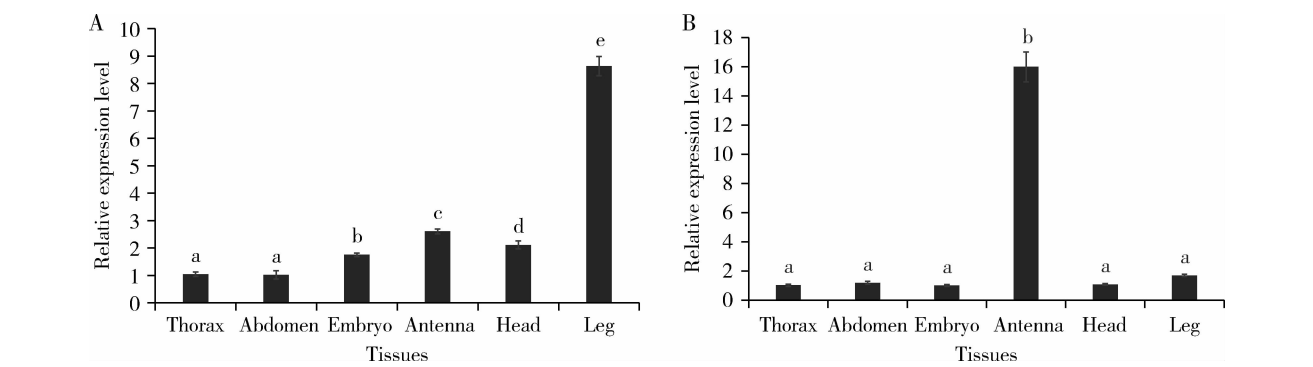 A
Relative expression level
10
9
8
7
6
5
4
3
2
1
0
a
a
b
c
d
e
Thorax Abdomen Embryo Antenna Head Leg
Tissues
B
Relative expression level
18
16
14
12
10
8
6
4
2
0
a
a
a
b
a
a
Thorax Abdomen Embryo Antenna Head Leg
Tissues